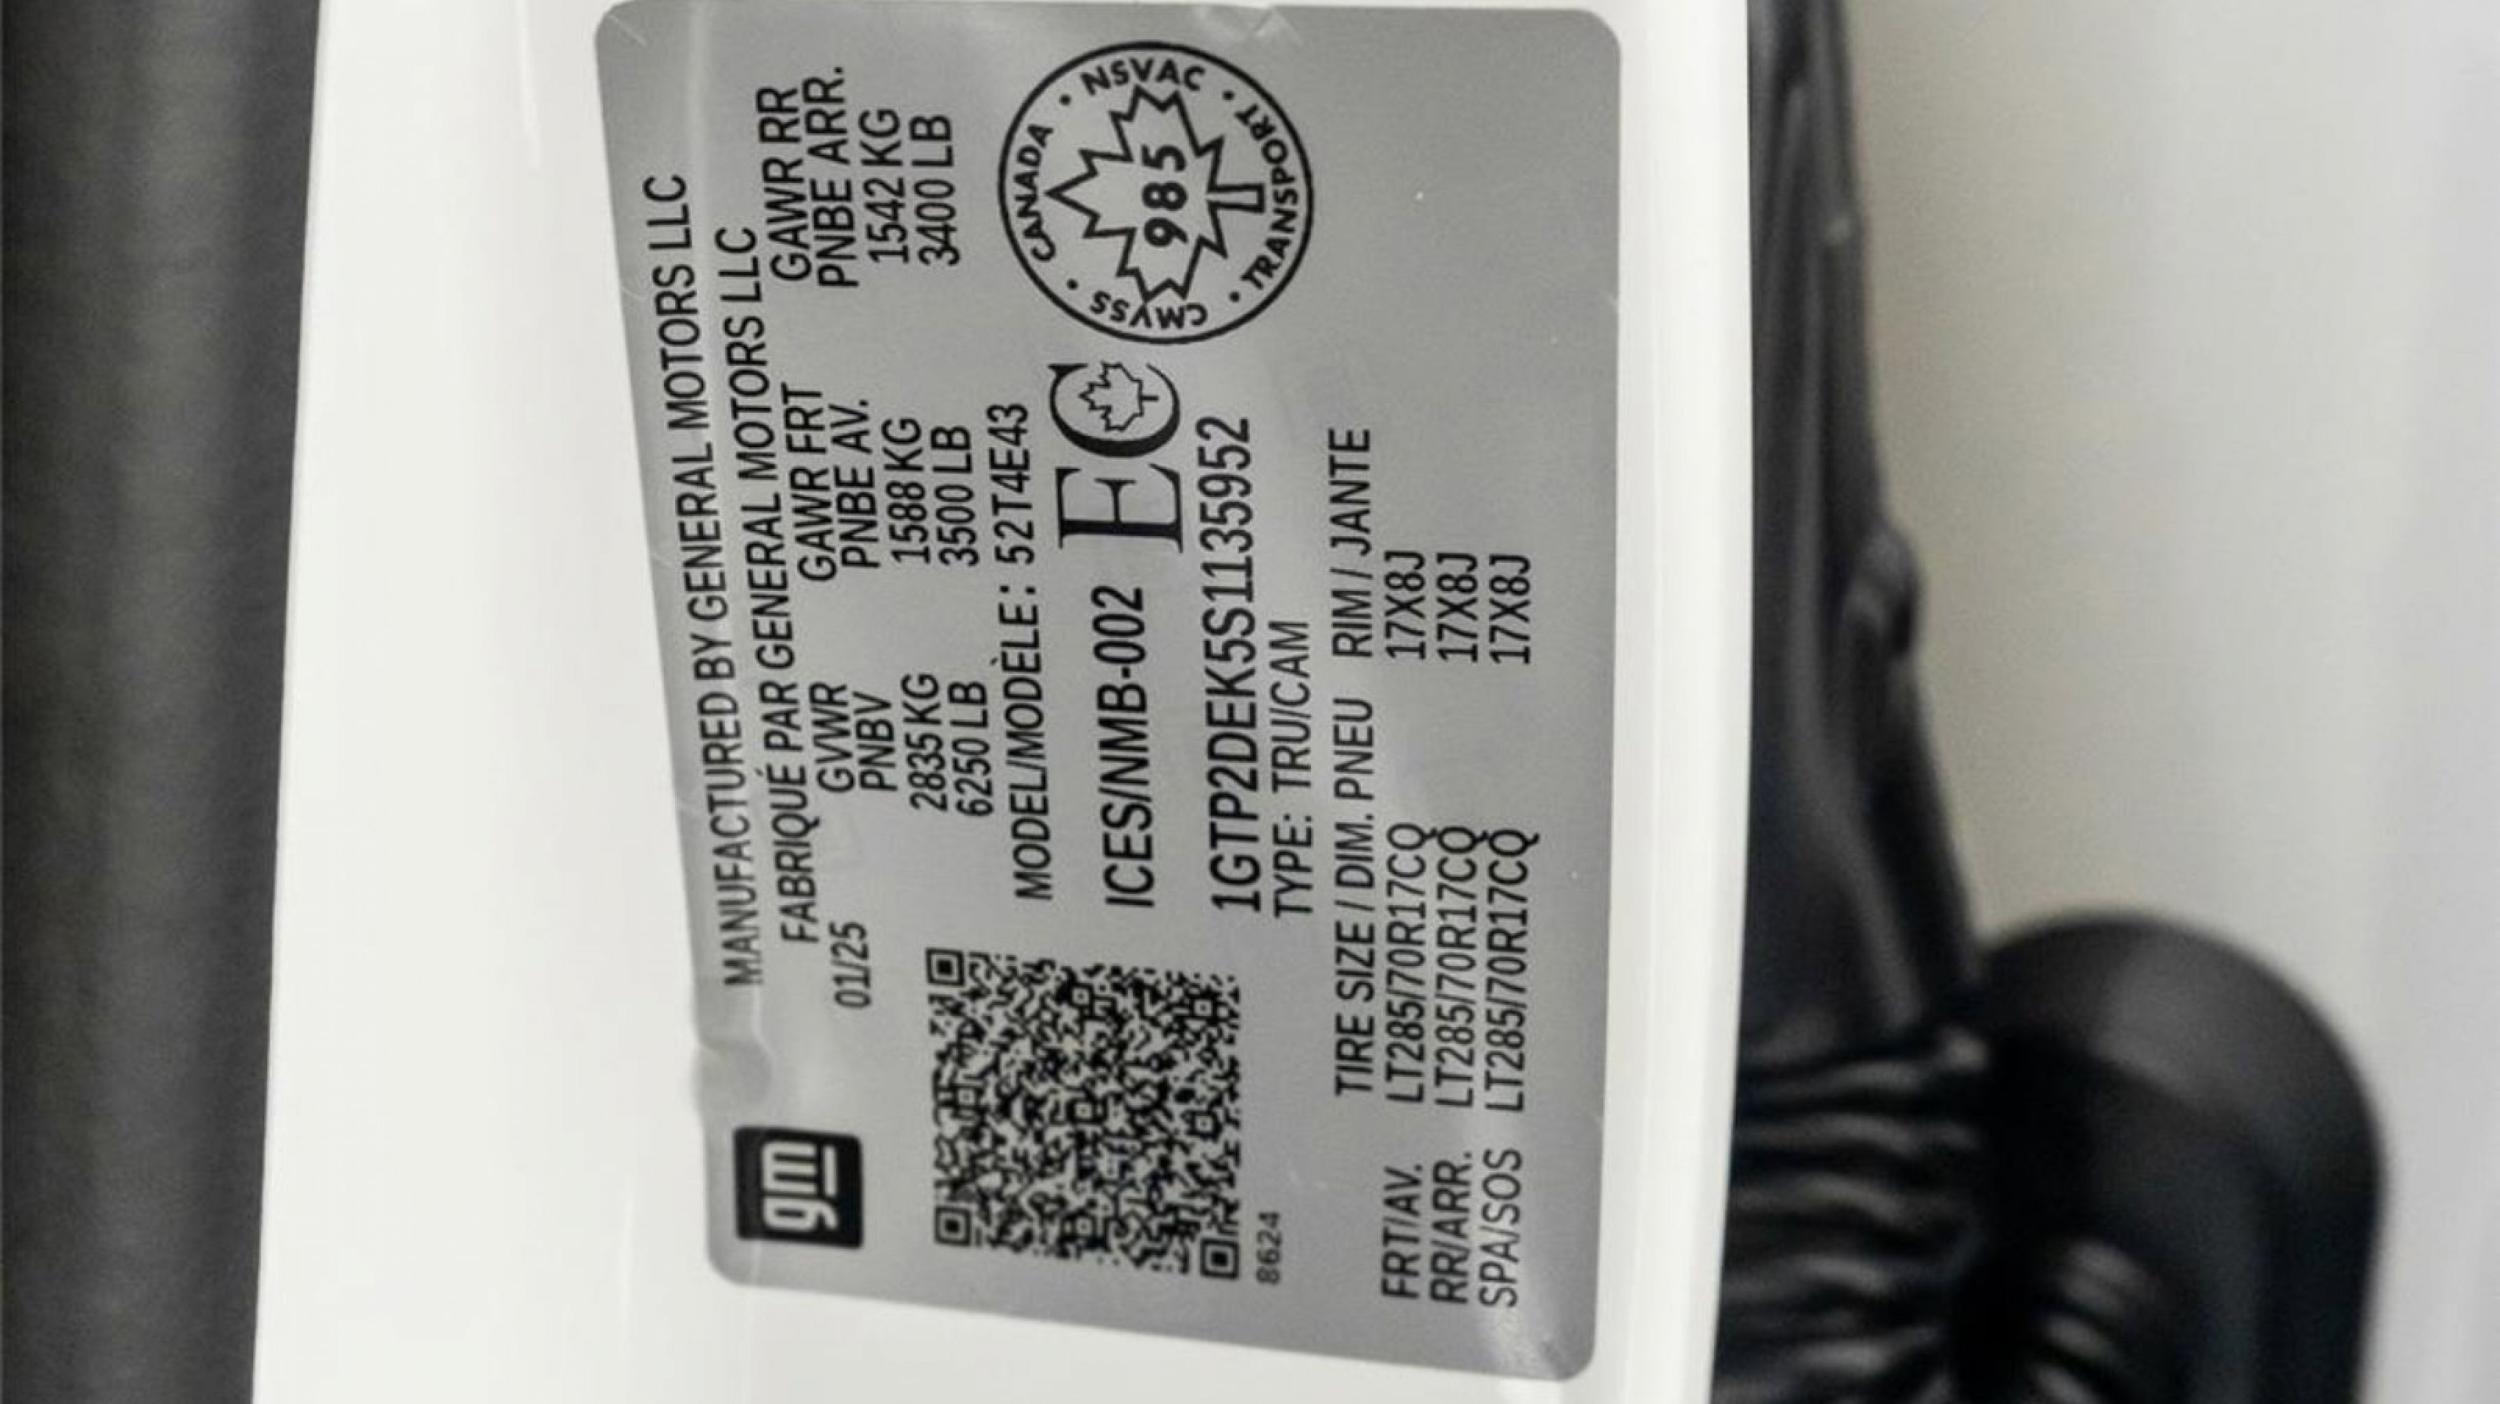 gm
MANUFACTURED BY GENERAL MOTORS LLC
FABRIQUÉ PAR GENERAL MOTORS LLC
01/25
GVWR GAWR FRT GAWR RR
PNBV PNBE AV. PNBE ARR.
2835 KG 1588 KG 1542 KG
6250 LB 3500 LB 3400 LB
MODEL/MODÈLE: 52T4E43
ICES/NMB-002 EC
CANADA • NSVAC • TRANSPORT • CMVSS •
985
1GTP2DEK5S1135952
TYPE: TRU/CAM
8624
TIRE SIZE / DIM. PNEU RIM / JANTE
FRT/AV. LT285/70R17CQ 17X8J
RR/ARR. LT285/70R17CQ 17X8J
SPA/SOS LT285/70R17CQ 17X8J